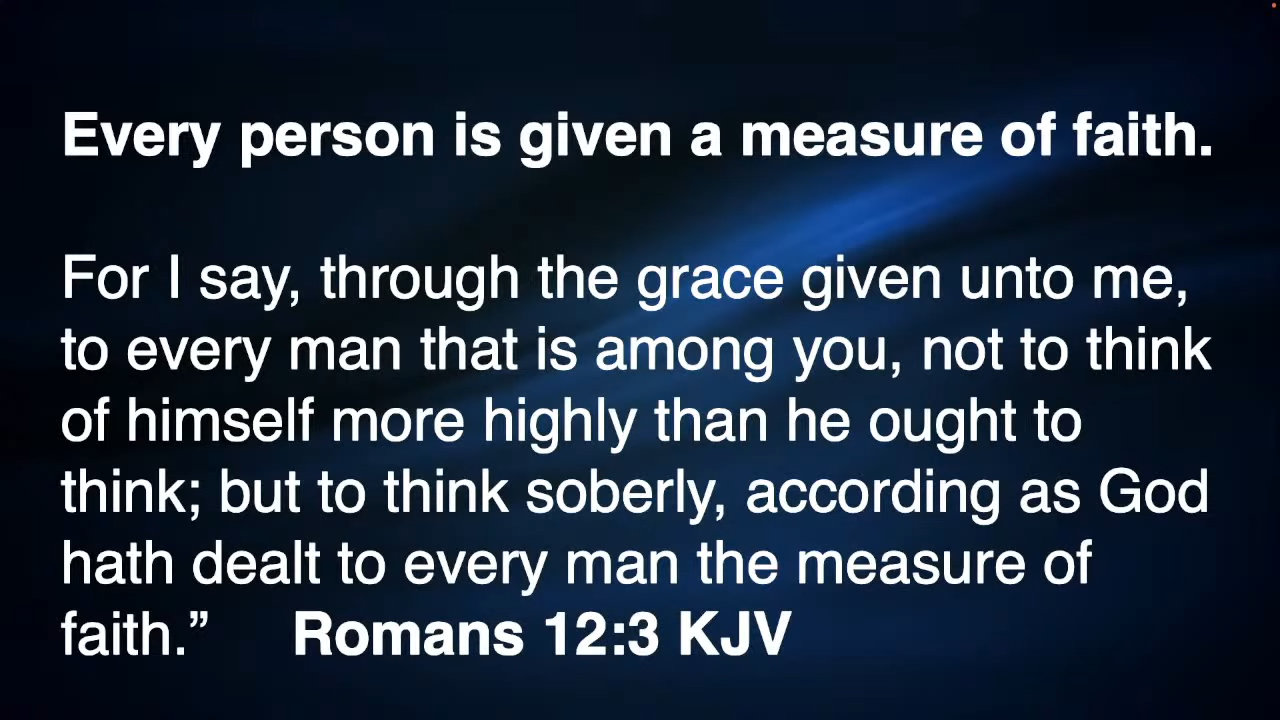 Every person is given a measure of faith.
For I say, through the grace given unto me,
to every man that is among you, not to think
of himself more highly than he ought to
think; but to think soberly, according as God
hath dealt to every man the measure of
faith.” Romans 12:3 KJV